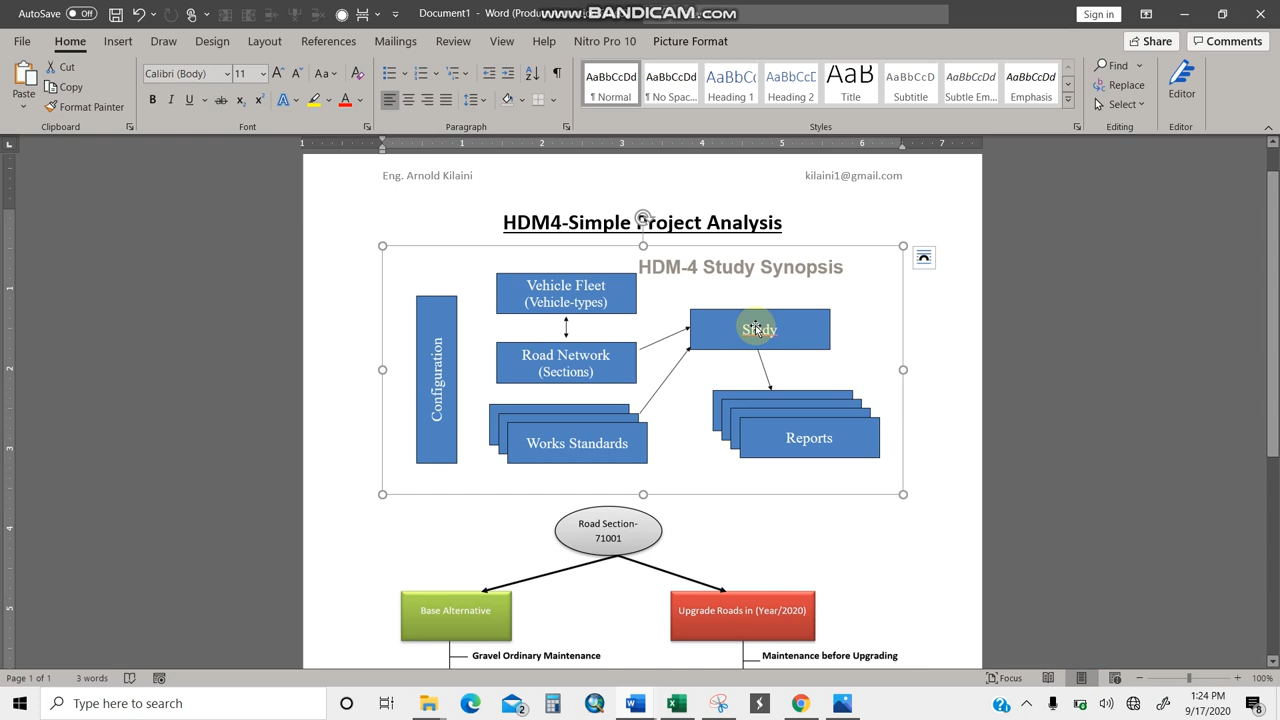 AutoSave Off
Document1 - Word (Produ
www.BANDICAM.com
Sign in
File Home Insert Draw Design Layout References Mailings Review View Help Nitro Pro 10 Picture Format
Share Comments
Paste
Cut
Copy
Format Painter
Calibri (Body) 11
AaBbCcDd AaBbCcDd AaBbCc AaBbCcC AaB AaBbCcD AaBbCcDd AaBbCcDd
¶ Normal ¶ No Spac... Heading 1 Heading 2 Title Subtitle Subtle Em... Emphasis
Find
Replace
Select
Editor
Clipboard Font Paragraph Styles Editing Editor
Eng. Arnold Kilaini kilaini1@gmail.com
HDM4-Simple Project Analysis
HDM-4 Study Synopsis
Configuration
Vehicle Fleet
(Vehicle-types)
Study
Road Network
(Sections)
Works Standards
Reports
Road Section-
71001
Base Alternative
Upgrade Roads in (Year/2020)
Gravel Ordinary Maintenance
Maintenance before Upgrading
Page 1 of 1 3 words
Focus
100%
Type here to search
1:24 PM
9/17/2020